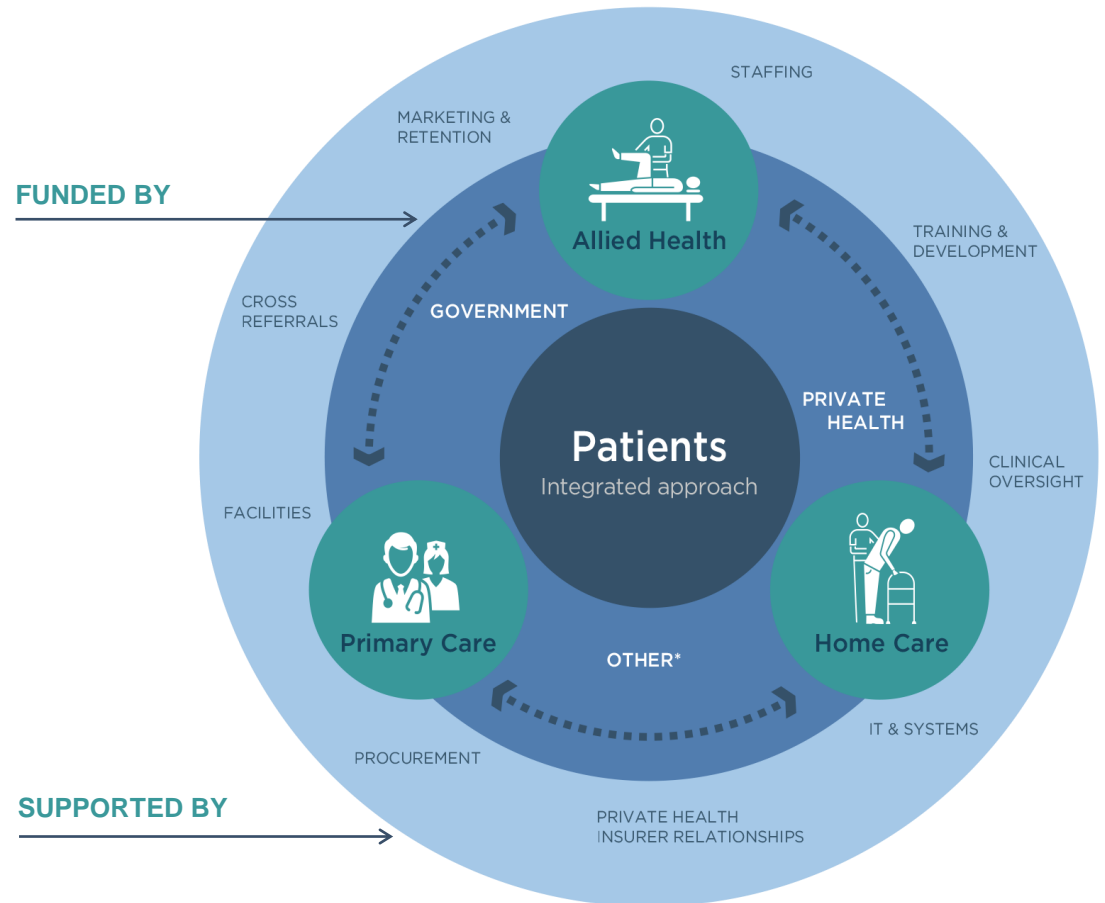 STAFFING
MARKETING &
RETENTION
FUNDED BY
Allied Health
TRAINING &
DEVELOPMENT
CROSS
REFERRALS
GOVERNMENT
PRIVATE
HEALTH
Patients
Integrated approach
CLINICAL
OVERSIGHT
FACILITIES
Primary Care
Home Care
OTHER*
IT & SYSTEMS
PROCUREMENT
SUPPORTED BY
PRIVATE HEALTH
INSURER RELATIONSHIPS